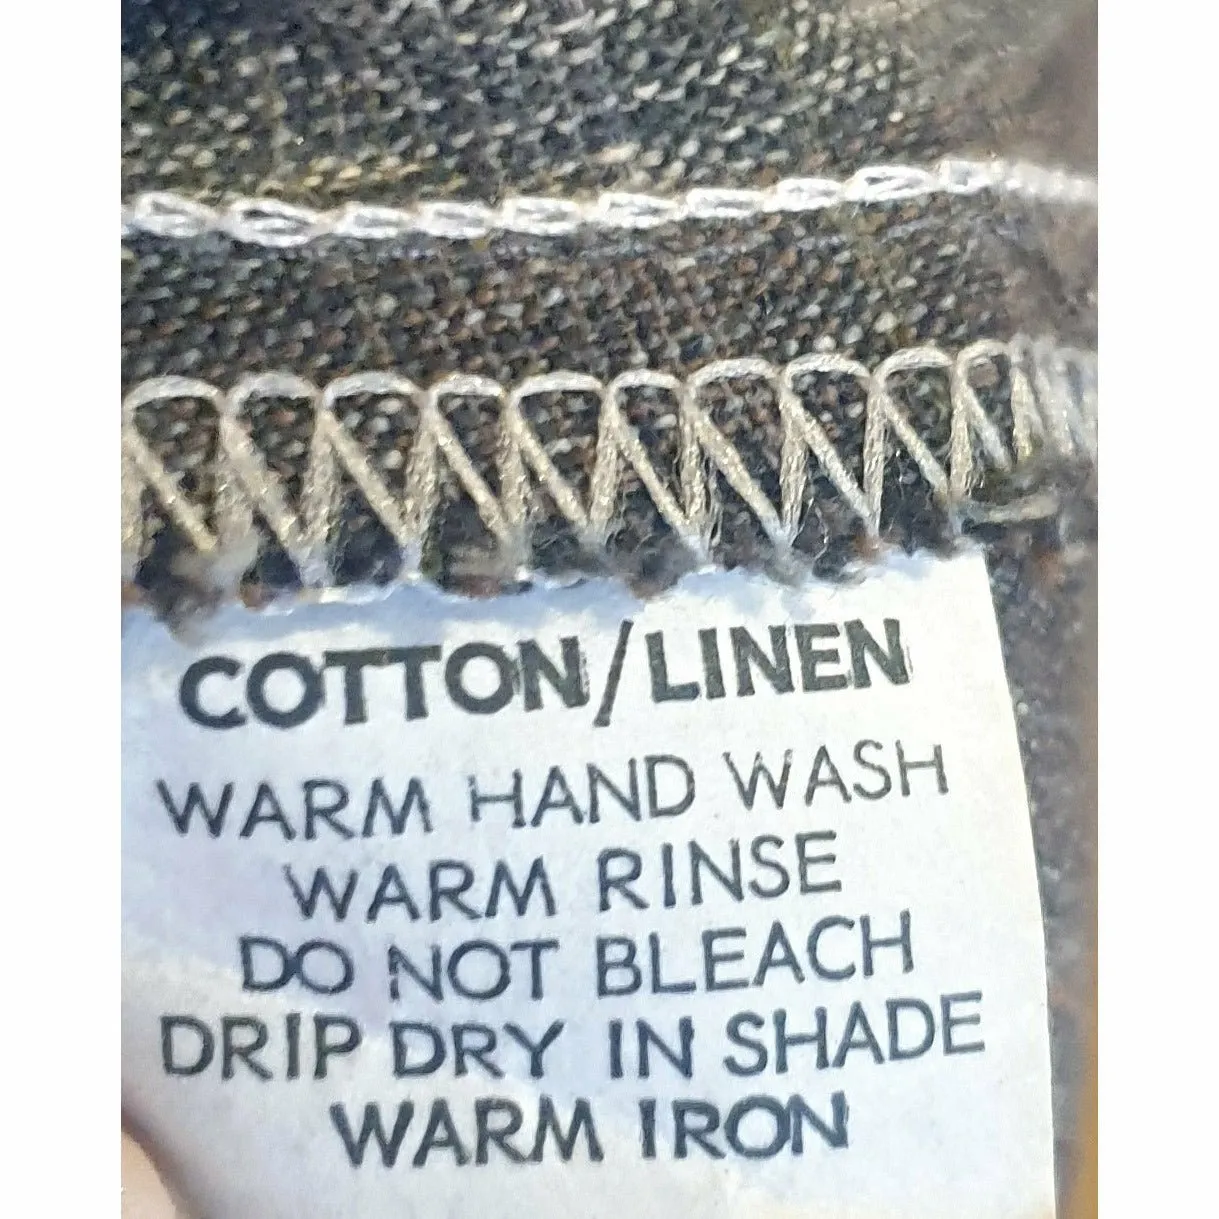 COTTON/LINEN
WARM HAND WASH
WARM RINSE
DO NOT BLEACH
DRIP DRY IN SHADE
WARM IRON